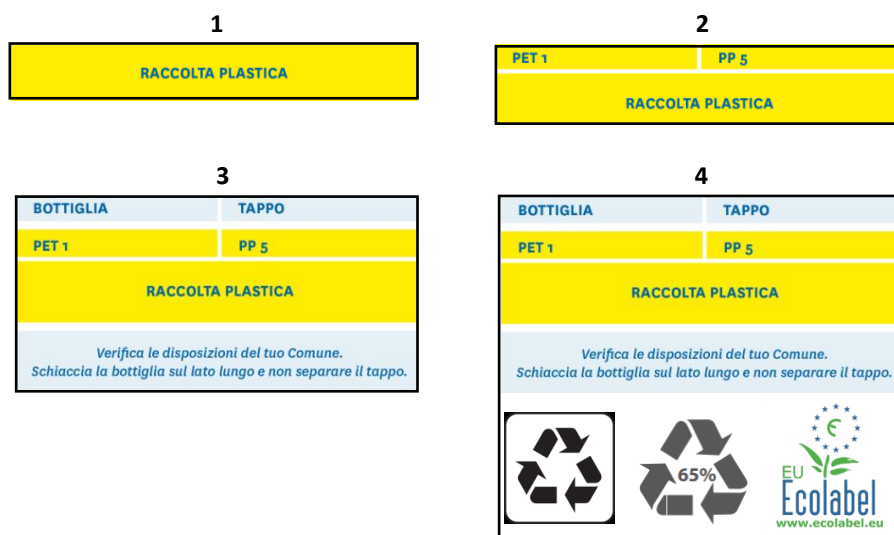 1
RACCOLTA PLASTICA
2
PET 1 PP 5
RACCOLTA PLASTICA
3
BOTTIGLIA TAPPO
PET 1 PP 5
RACCOLTA PLASTICA
Verifica le disposizioni del tuo Comune.
Schiaccia la bottiglia sul lato lungo e non separare il tappo.
4
BOTTIGLIA TAPPO
PET 1 PP 5
RACCOLTA PLASTICA
Verifica le disposizioni del tuo Comune.
Schiaccia la bottiglia sul lato lungo e non separare il tappo.
65%
EU
Ecolabel
www.ecolabel.eu